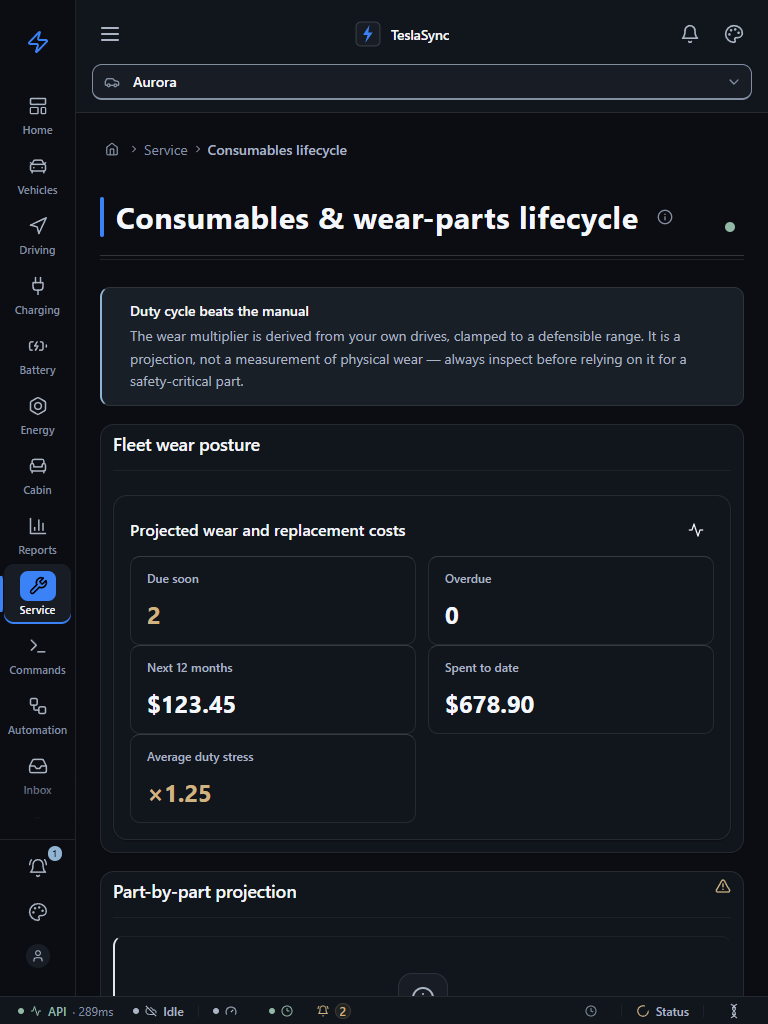 TeslaSync
Aurora
Home
Vehicles
Driving
Charging
Battery
Energy
Cabin
Reports
Service
Commands
Automation
Inbox
1
Service
Consumables lifecycle
Consumables & wear-parts lifecycle
Duty cycle beats the manual
The wear multiplier is derived from your own drives, clamped to a defensible range. It is a
projection, not a measurement of physical wear — always inspect before relying on it for a
safety-critical part.
Fleet wear posture
Projected wear and replacement costs
Due soon
2
Overdue
0
Next 12 months
$123.45
Spent to date
$678.90
Average duty stress
×1.25
Part-by-part projection
API · 289ms
Idle
2
Status